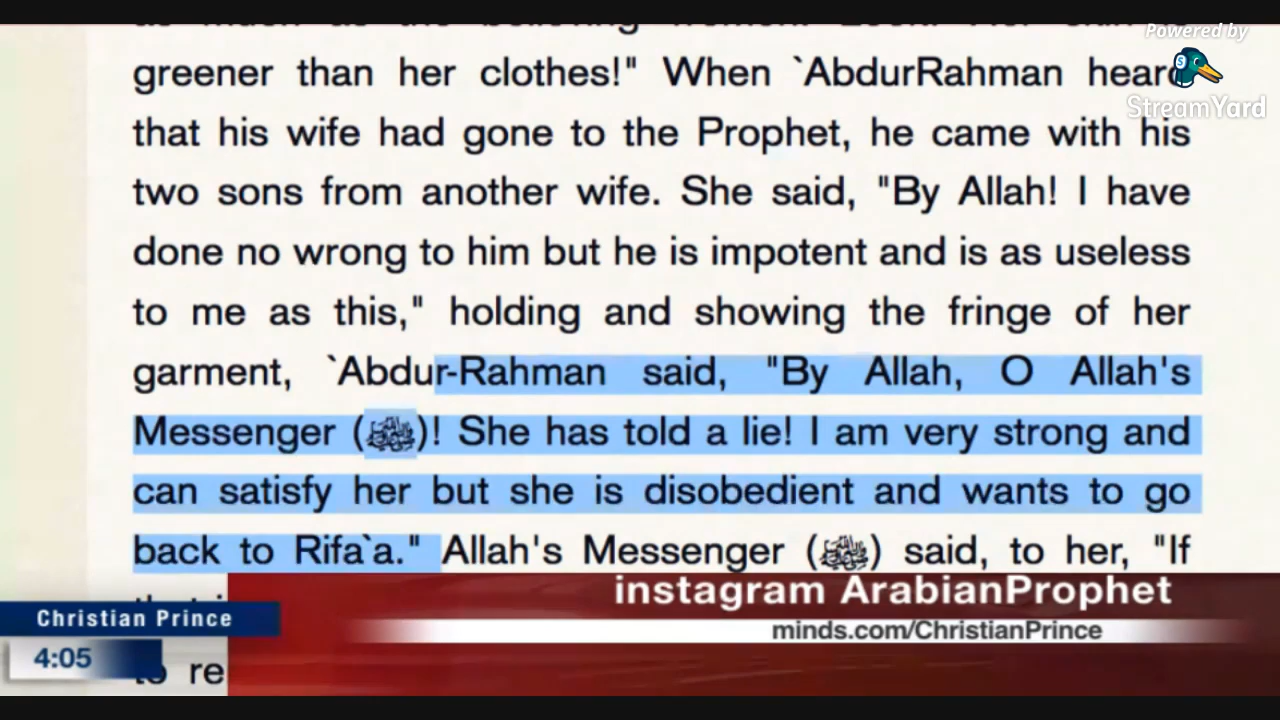 Powered by
StreamYard
greener than her clothes!" When `AbdurRahman heard
that his wife had gone to the Prophet, he came with his
two sons from another wife. She said, "By Allah! I have
done no wrong to him but he is impotent and is as useless
to me as this," holding and showing the fringe of her
garment, `Abdur-Rahman said, "By Allah, O Allah's
Messenger (ﷺ)! She has told a lie! I am very strong and
can satisfy her but she is disobedient and wants to go
back to Rifa`a." Allah's Messenger (ﷺ) said, to her, "If
to re
instagram ArabianProphet
minds.com/ChristianPrince
Christian Prince
4:05